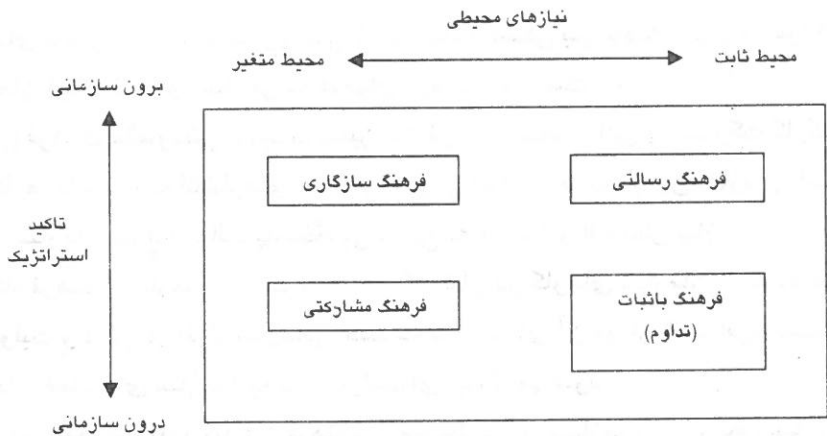 نیازهای محیطی
محیط ثابت
محیط متغیر
برون سازمانی
فرهنگ رسالتی
فرهنگ سازگاری
تاکید
استراتژیک
فرهنگ باثبات
(تداوم)
فرهنگ مشارکتی
درون سازمانی